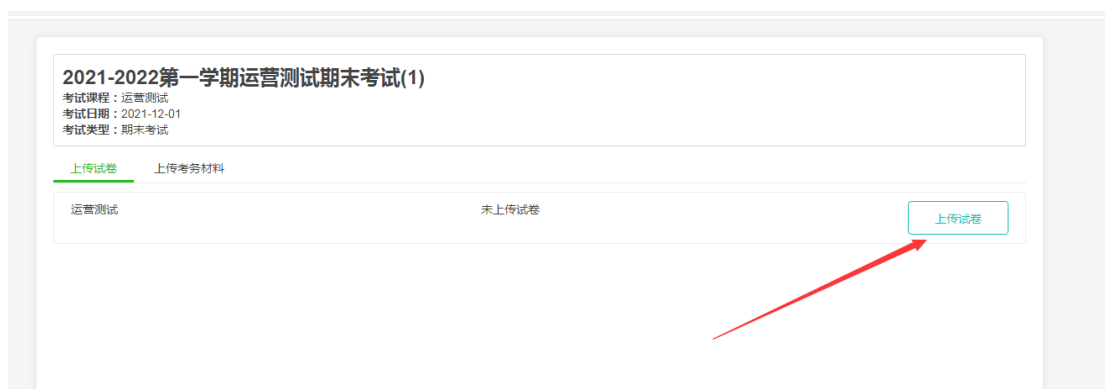 2021-2022第一学期运营测试期末考试(1)
考试课程：运营测试
考试日期：2021-12-01
考试类型：期末考试
上传试卷 上传考务材料
运营测试 未上传试卷 上传试卷